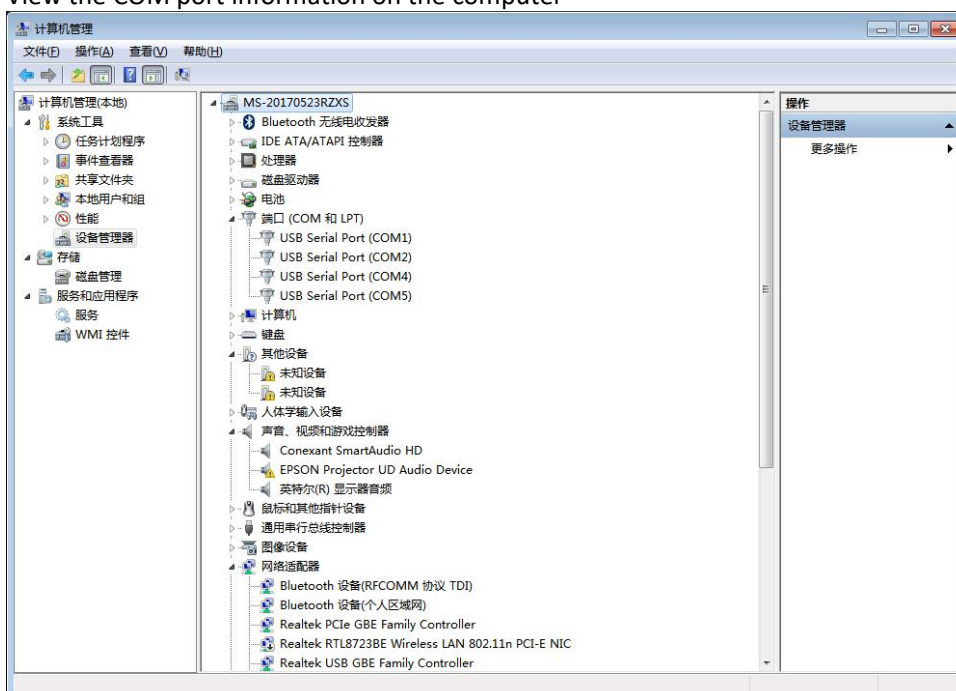 View the COM port information on the computer
计算机管理
文件(F) 操作(A) 查看(V) 帮助(H)
计算机管理(本地)
系统工具
任务计划程序
事件查看器
共享文件夹
本地用户和组
性能
设备管理器
存储
磁盘管理
服务和应用程序
服务
WMI 控件
MS-20170523RZXS
Bluetooth 无线电收发器
IDE ATA/ATAPI 控制器
处理器
磁盘驱动器
电池
端口 (COM 和 LPT)
USB Serial Port (COM1)
USB Serial Port (COM2)
USB Serial Port (COM4)
USB Serial Port (COM5)
计算机
键盘
其他设备
未知设备
未知设备
人体学输入设备
声音、视频和游戏控制器
Conexant SmartAudio HD
EPSON Projector UD Audio Device
英特尔(R) 显示器音频
鼠标和其他指针设备
通用串行总线控制器
图像设备
网络适配器
Bluetooth 设备(RFCOMM 协议 TDI)
Bluetooth 设备(个人区域网)
Realtek PCIe GBE Family Controller
Realtek RTL8723BE Wireless LAN 802.11n PCI-E NIC
Realtek USB GBE Family Controller
操作
设备管理器
更多操作